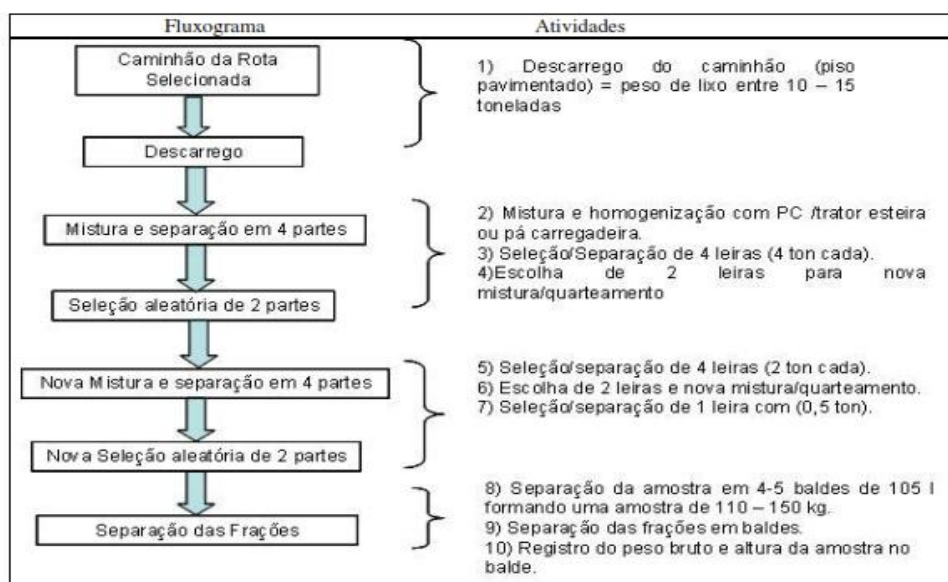 Fluxograma
Atividades
Caminhão da Rota
Selecionada
Descarrego
Mistura e separação em 4 partes
Seleção aleatória de 2 partes
Nova Mistura e separação em 4 partes
Nova Seleção aleatória de 2 partes
Separação das Frações
1) Descarrego do caminhão (piso
pavimentado) = peso de lixo entre 10 – 15
toneladas
2) Mistura e homogenização com PC /trator esteira
ou pá carregadeira.
3) Seleção/Separação de 4 leiras (4 ton cada).
4)Escolha de 2 leiras para nova
mistura/quarteamento
5) Seleção/separação de 4 leiras (2 ton cada).
6) Escolha de 2 leiras e nova mistura/quarteamento.
7) Seleção/separação de 1 leira com (0,5 ton).
8) Separação da amostra em 4-5 baldes de 105 l
formando uma amostra de 110 – 150 kg.
9) Separação das frações em baldes.
10) Registro do peso bruto e altura da amostra no
balde.